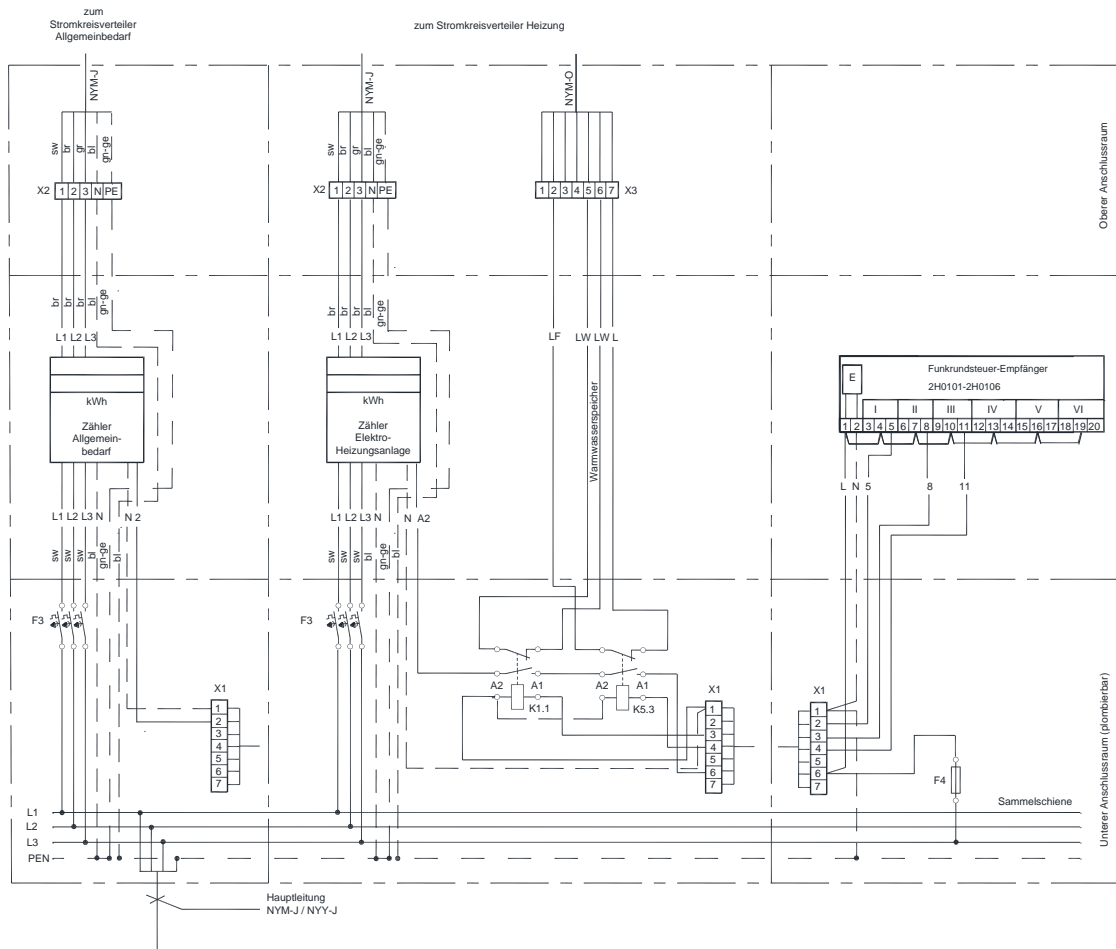 zum
Stromkreisverteiler
Allgemeinbedarf
zum Stromkreisverteiler Heizung
NYM-J
NYM-J
NYM-O
sw br gr bl gn-ge
sw br gr bl gn-ge
X2 1 2 3 N PE
X2 1 2 3 N PE
1 2 3 4 5 6 7 X3
Oberer Anschlussraum
br br br bl gn-ge
br br br bl gn-ge
L1 L2 L3
L1 L2 L3
LF LW LW L
kWh
Zähler
Allgemein-
bedarf
kWh
Zähler
Elektro-
Heizungsanlage
Warmwasserspeicher
E
Funkrundsteuer-Empfänger
2H0101-2H0106
I II III IV V VI
1 2 3 4 5 6 7 8 9 10 11 12 13 14 15 16 17 18 19 20
L N 5 8 11
L1 L2 L3 N N 2
L1 L2 L3 N N A2
sw sw sw bl gn-ge bl
sw sw sw bl gn-ge bl
F3
F3
A2 A1 A2 A1
K1.1 K5.3
X1
1
2
3
4
5
6
7
X1
1
2
3
4
5
6
7
X1
1
2
3
4
5
6
7
F4
Sammelschiene
Unterer Anschlussraum (plombierbar)
L1
L2
L3
PEN
Hauptleitung
NYM-J / NYY-J